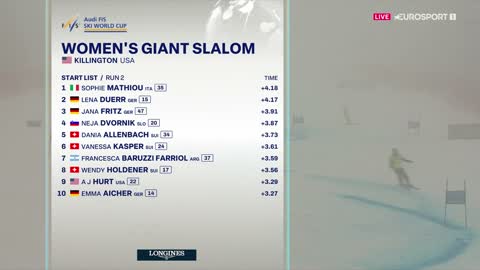 LIVE EUROSPORT 1
FIS
Audi FIS
SKI WORLD CUP
WOMEN'S GIANT SLALOM
KILLINGTON USA
START LIST / RUN 2 TIME
1 SOPHIE MATHIOU ITA 35 +4.18
2 LENA DUERR GER 15 +4.17
3 JANA FRITZ GER 47 +3.91
4 NEJA DVORNIK SLO 20 +3.87
5 DANIA ALLENBACH SUI 34 +3.73
6 VANESSA KASPER SUI 24 +3.61
7 FRANCESCA BARUZZI FARRIOL ARG 37 +3.59
8 WENDY HOLDENER SUI 17 +3.56
9 A J HURT USA 22 +3.29
10 EMMA AICHER GER 14 +3.27
LONGINES